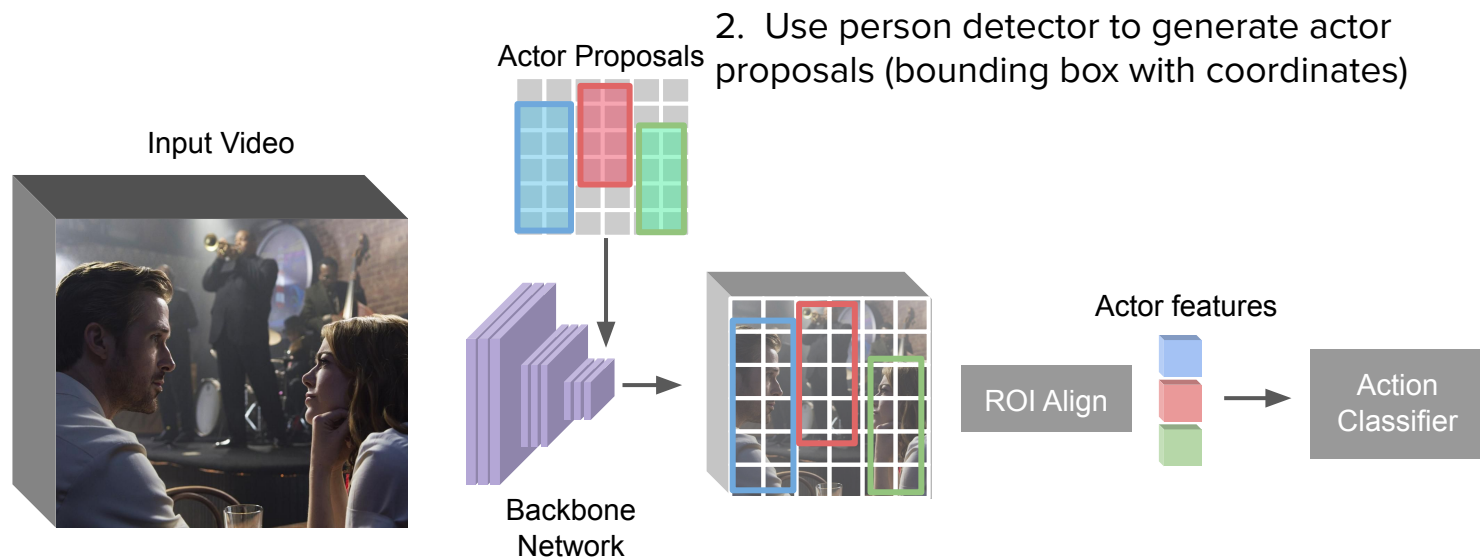 2. Use person detector to generate actor
proposals (bounding box with coordinates)
Actor Proposals
Input Video
Backbone
Network
Actor features
ROI Align
Action
Classifier